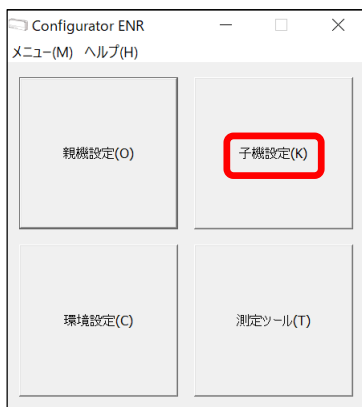 Configurator ENR
メニュー(M) ヘルプ(H)
親機設定(O)
子機設定(K)
環境設定(C)
測定ツール(T)